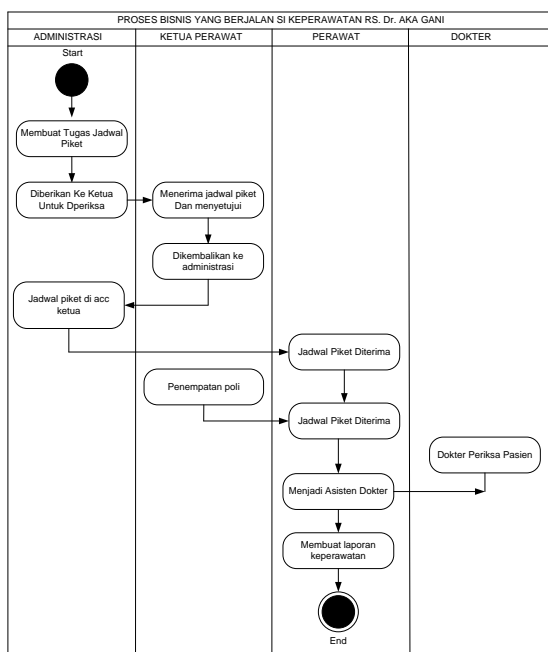 PROSES BISNIS YANG BERJALAN SI KEPERAWATAN RS. Dr. AKA GANI
ADMINISTRASI
KETUA PERAWAT
PERAWAT
DOKTER
Start
Membuat Tugas Jadwal
Piket
Diberikan Ke Ketua
Untuk Dperiksa
Menerima jadwal piket
Dan menyetujui
Dikembalikan ke
administrasi
Jadwal piket di acc
ketua
Jadwal Piket Diterima
Penempatan poli
Jadwal Piket Diterima
Dokter Periksa Pasien
Menjadi Asisten Dokter
Membuat laporan
keperawatan
End